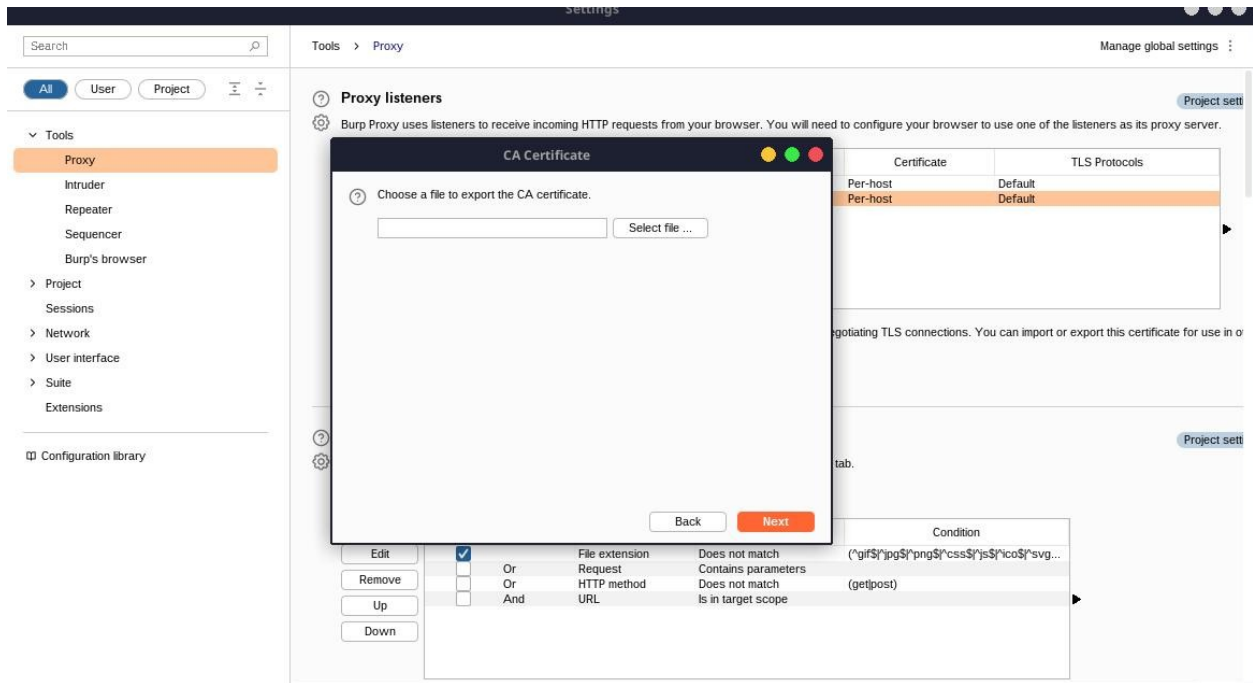 Settings
Search
Tools > Proxy
Manage global settings
All
User
Project
Proxy listeners
Project sett
Burp Proxy uses listeners to receive incoming HTTP requests from your browser. You will need to configure your browser to use one of the listeners as its proxy server.
Tools
Proxy
Intruder
Repeater
Sequencer
Burp's browser
Project
Sessions
Network
User interface
Suite
Extensions
Configuration library
CA Certificate
Choose a file to export the CA certificate.
Select file ...
Back
Next
Certificate TLS Protocols
Per-host Default
Per-host Default
egotiating TLS connections. You can import or export this certificate for use in o
Project sett
tab.
Condition
Edit
Remove
Up
Down
File extension Does not match (^gif$|^jpg$|^png$|^css$|^js$|^ico$|^svg...
Or Request Contains parameters
Or HTTP method Does not match (get|post)
And URL Is in target scope